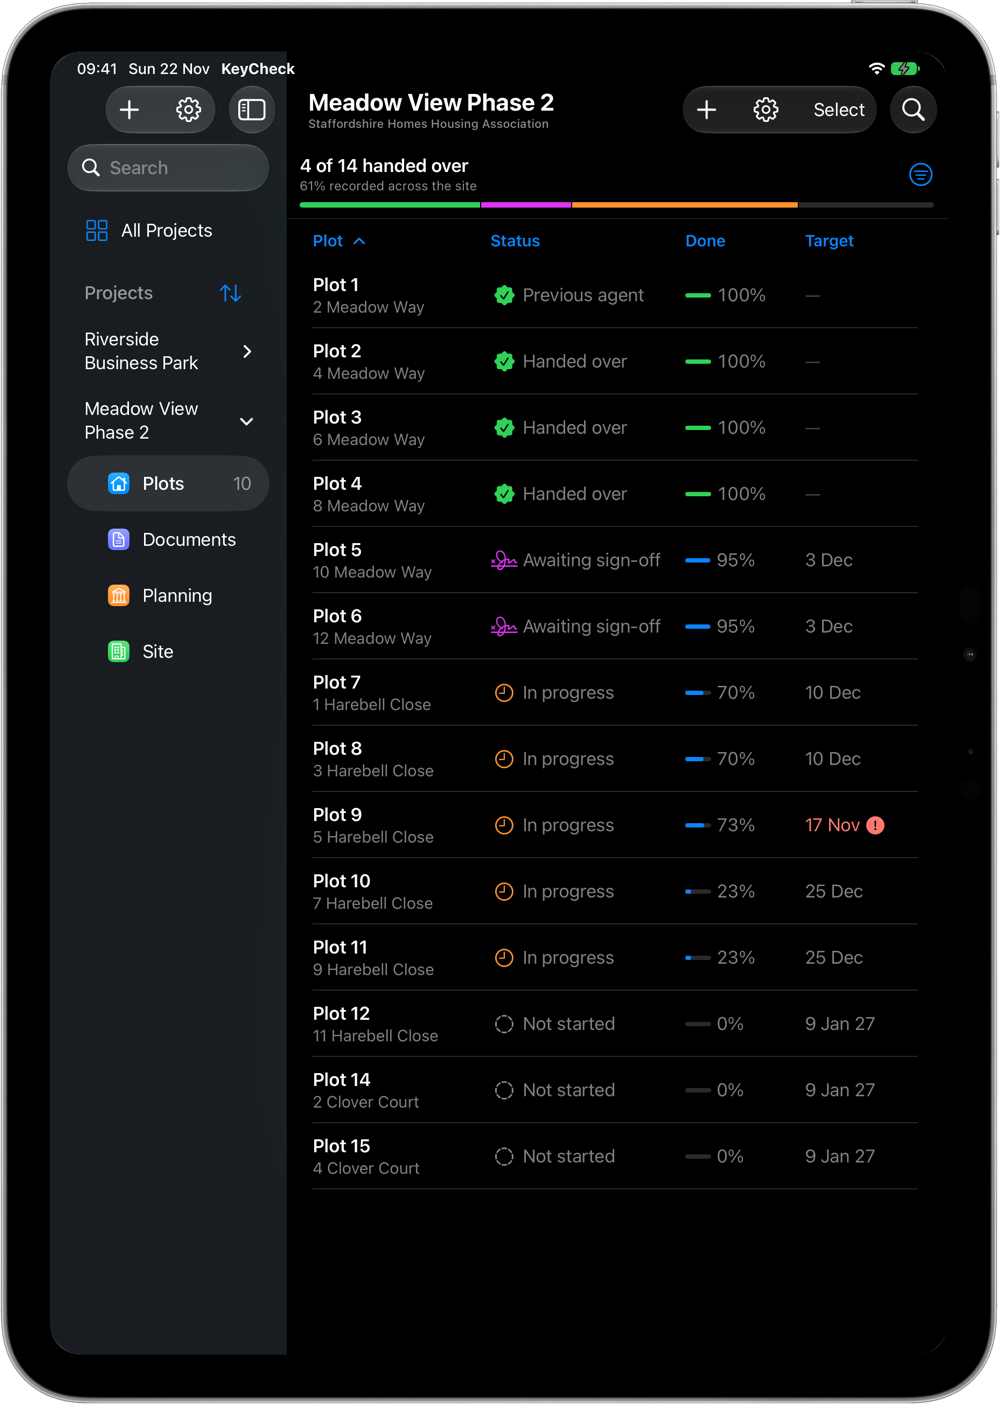 09:41 Sun 22 Nov KeyCheck
Search
All Projects
Projects
Riverside
Business Park
Meadow View
Phase 2
Plots 10
Documents
Planning
Site
Meadow View Phase 2
Staffordshire Homes Housing Association
Select
4 of 14 handed over
61% recorded across the site
Plot Status Done Target
Plot 1
2 Meadow Way
Previous agent 100% —
Plot 2
4 Meadow Way
Handed over 100% —
Plot 3
6 Meadow Way
Handed over 100% —
Plot 4
8 Meadow Way
Handed over 100% —
Plot 5
10 Meadow Way
Awaiting sign-off 95% 3 Dec
Plot 6
12 Meadow Way
Awaiting sign-off 95% 3 Dec
Plot 7
1 Harebell Close
In progress 70% 10 Dec
Plot 8
3 Harebell Close
In progress 70% 10 Dec
Plot 9
5 Harebell Close
In progress 73% 17 Nov
Plot 10
7 Harebell Close
In progress 23% 25 Dec
Plot 11
9 Harebell Close
In progress 23% 25 Dec
Plot 12
11 Harebell Close
Not started 0% 9 Jan 27
Plot 14
2 Clover Court
Not started 0% 9 Jan 27
Plot 15
4 Clover Court
Not started 0% 9 Jan 27